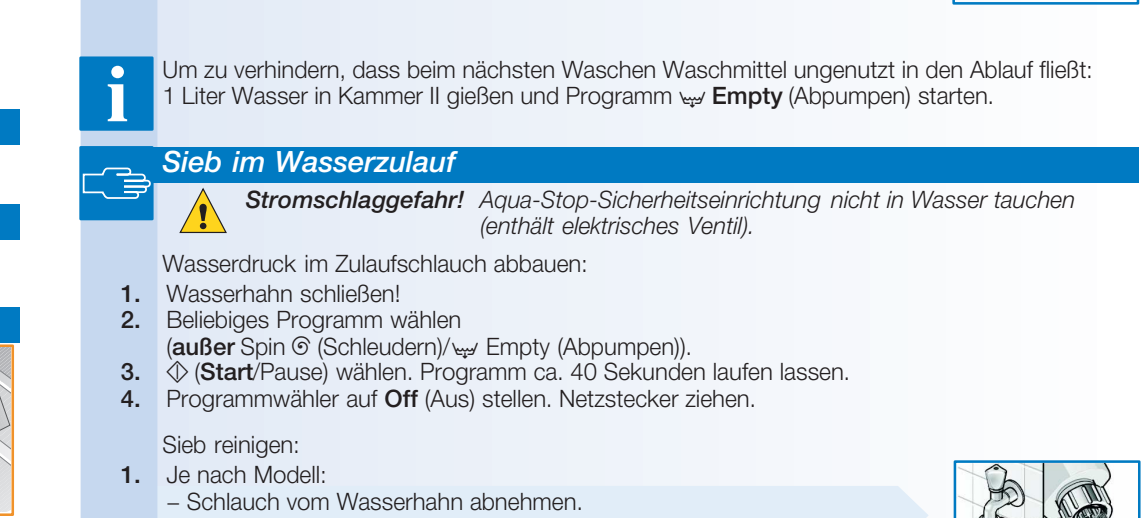 Um zu verhindern, dass beim nächsten Waschen Waschmittel ungenutzt in den Ablauf fließt:
1 Liter Wasser in Kammer II gießen und Programm Empty (Abpumpen) starten.
Sieb im Wasserzulauf
Stromschlaggefahr! Aqua-Stop-Sicherheitseinrichtung nicht in Wasser tauchen
(enthält elektrisches Ventil).
Wasserdruck im Zulaufschlauch abbauen:
1. Wasserhahn schließen!
2. Beliebiges Programm wählen
(außer Spin (Schleudern)/ Empty (Abpumpen)).
3. (Start/Pause) wählen. Programm ca. 40 Sekunden laufen lassen.
4. Programmwähler auf Off (Aus) stellen. Netzstecker ziehen.
Sieb reinigen:
1. Je nach Modell:
– Schlauch vom Wasserhahn abnehmen.